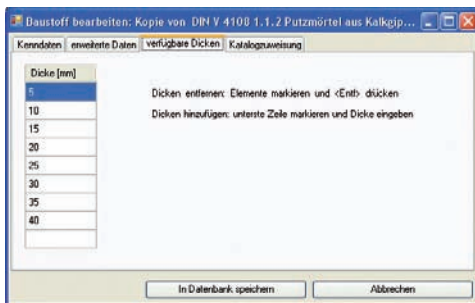 Baustoff bearbeiten: Kopie von DIN V 4108 1.1.2 Putzmörtel aus Kalkgip...
Kenndaten erweiterte Daten verfügbare Dicken Katalogzuweisung
Dicke [mm]
5
10
15
20
25
30
35
40
Dicken entfernen: Elemente markieren und <Entf> drücken
Dicken hinzufügen: unterste Zeile markieren und Dicke eingeben
In Datenbank speichern Abbrechen